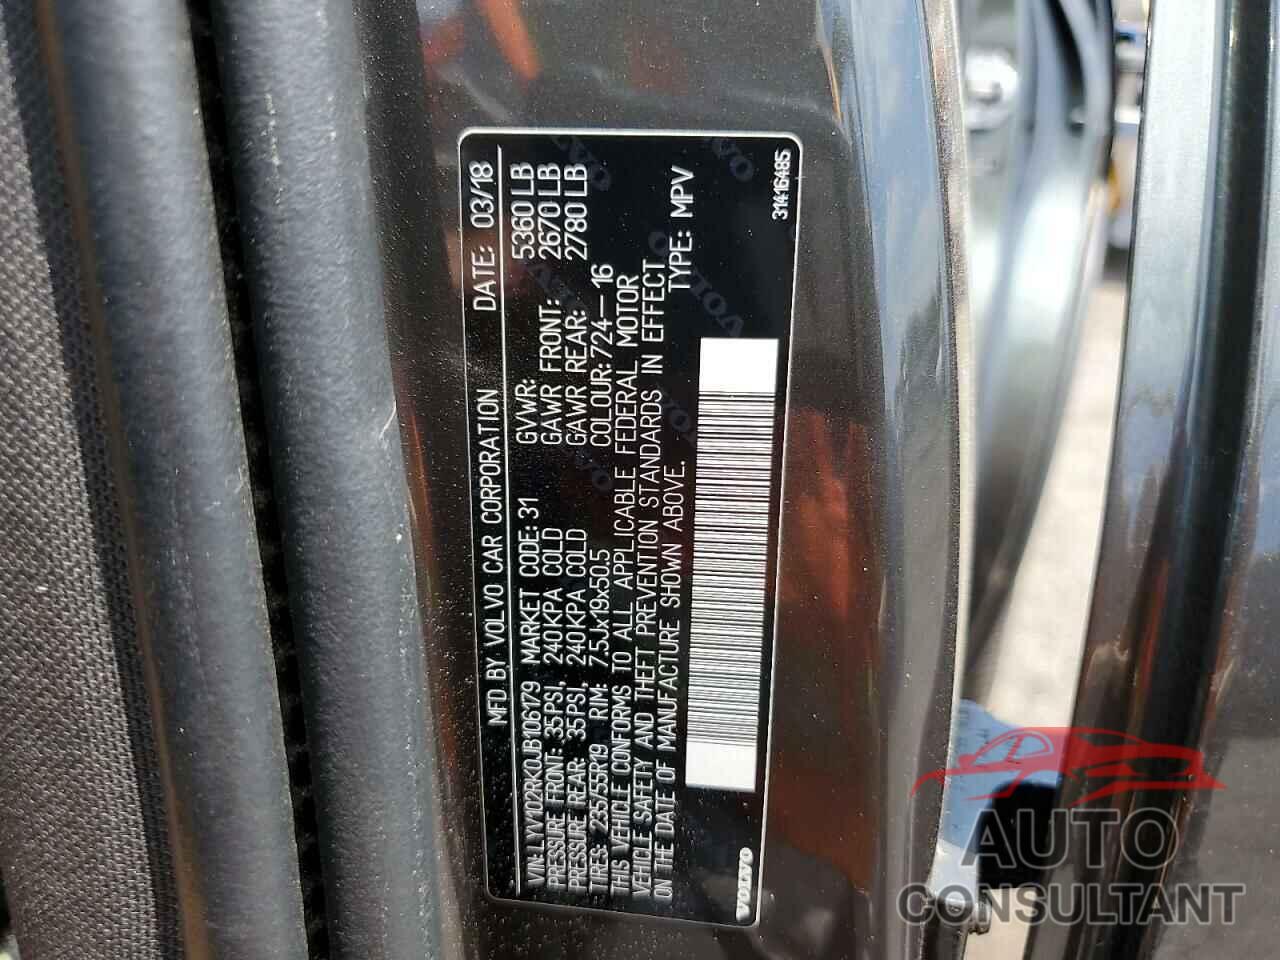 MFD BY VOLVO CAR CORPORATION DATE: 03/18
VIN: LYV102RK0JB106179 MARKET CODE: 31 GVWR: 5360 LB
PRESSURE FRONT: 35PSI, 240KPA COLD GAWR FRONT: 2670 LB
PRESSURE REAR: 35PSI, 240KPA COLD GAWR REAR: 2780 LB
TIRES: 235/55R19 RIM: 7.5Jx19x50.5 COLOUR: 724—16
THIS VEHICLE CONFORMS TO ALL APPLICABLE FEDERAL MOTOR
VEHICLE SAFETY AND THEFT PREVENTION STANDARDS IN EFFECT
ON THE DATE OF MANUFACTURE SHOWN ABOVE. TYPE: MPV
VOLVO 31416485
AUTO
CONSULTANT